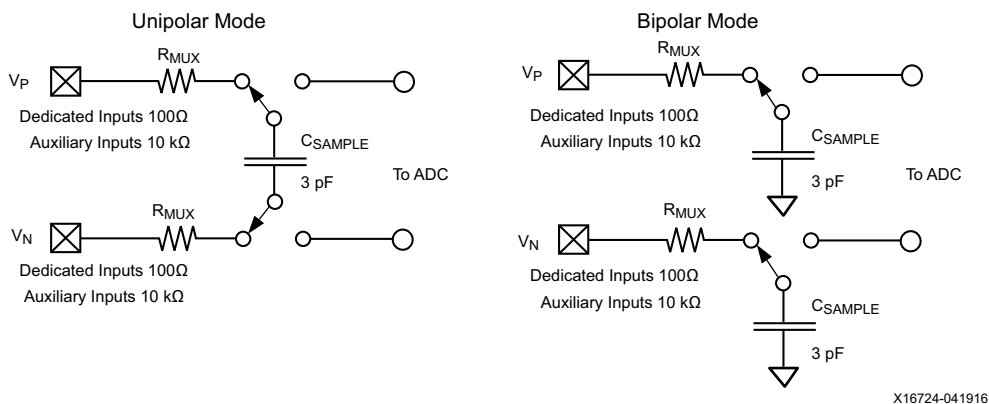 Unipolar Mode
RMUX
VP
Dedicated Inputs 100Ω
Auxiliary Inputs 10 kΩ
CSAMPLE
3 pF
To ADC
RMUX
VN
Dedicated Inputs 100Ω
Auxiliary Inputs 10 kΩ
Bipolar Mode
RMUX
VP
Dedicated Inputs 100Ω
Auxiliary Inputs 10 kΩ
CSAMPLE
3 pF
To ADC
RMUX
VN
Dedicated Inputs 100Ω
Auxiliary Inputs 10 kΩ
CSAMPLE
3 pF
X16724-041916